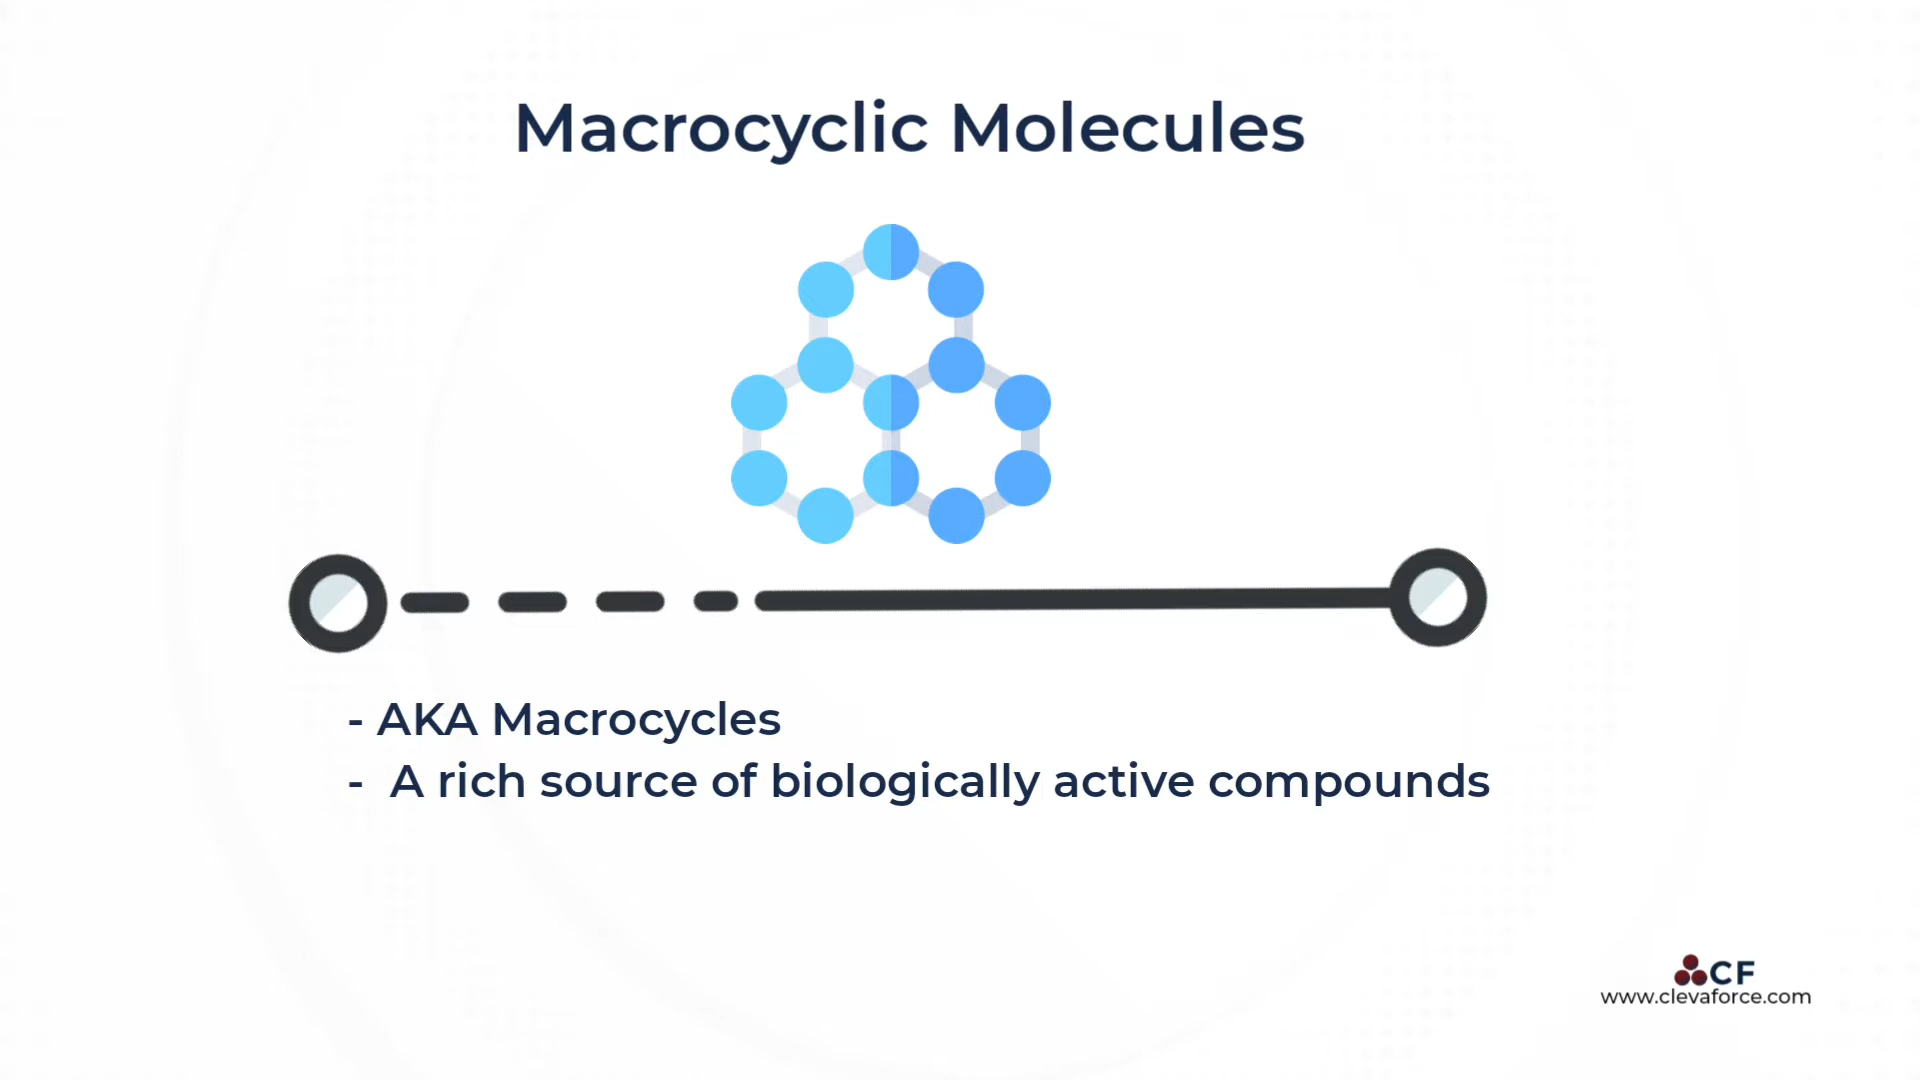 Macrocyclic Molecules
- AKA Macrocycles
- A rich source of biologically active compounds
CF
www.clevaforce.com